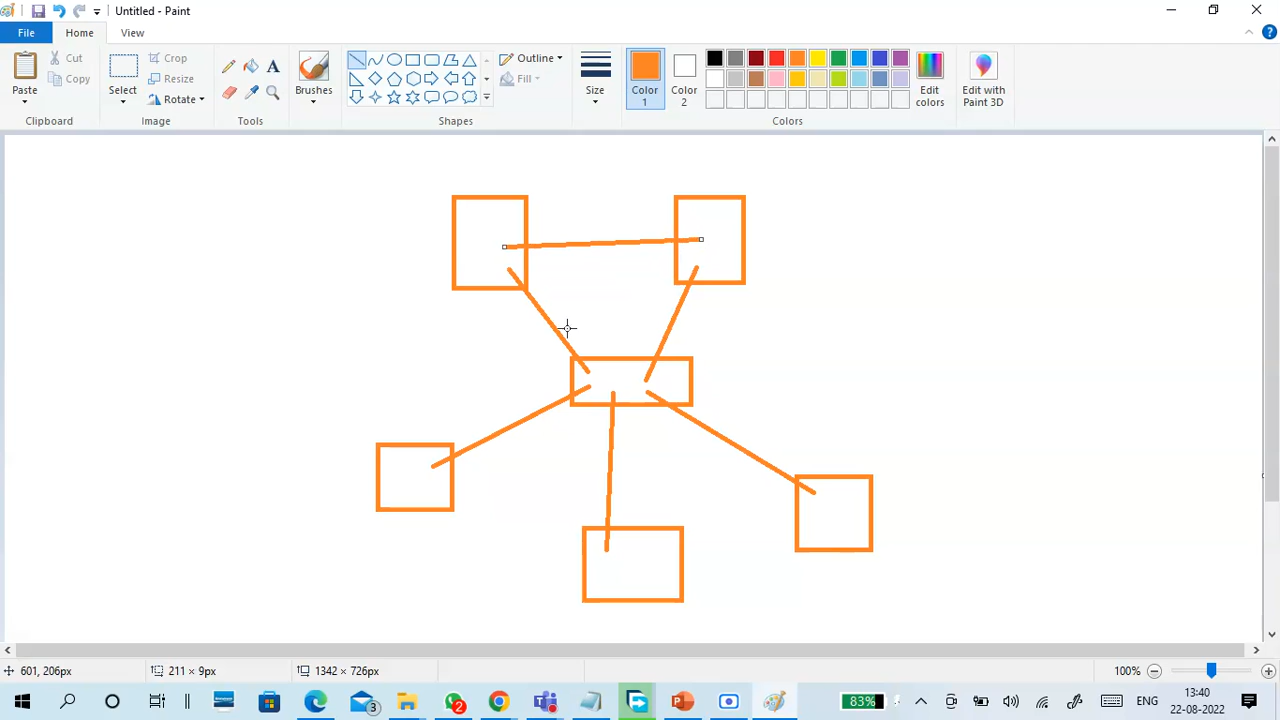 Untitled - Paint
File
Home
View
Paste
Cut
Copy
Clipboard
Select
Crop
Resize
Rotate
Image
A
Tools
Brushes
Shapes
Outline
Fill
Size
Color
1
Color
2
Colors
Edit
colors
Edit with
Paint 3D
?
601, 206px
211 × 9px
1342 × 726px
100%
3
2
83%
ENG
13:40
22-08-2022